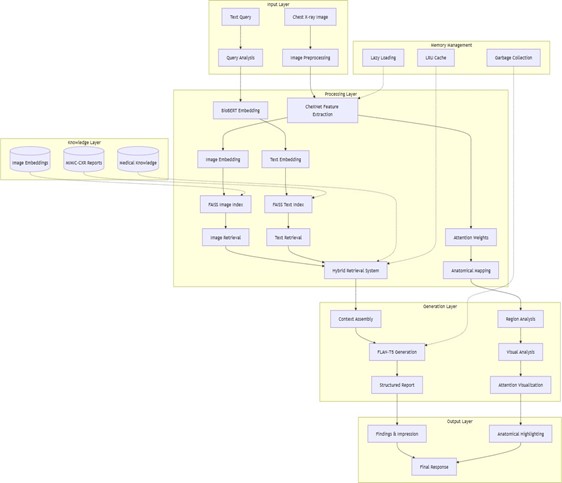 Input Layer
Text Query
Chest X-ray Image
Query Analysis
Image Preprocessing
Memory Management
Lazy Loading
LRU Cache
Garbage Collection
Processing Layer
BioBERT Embedding
CheXnet Feature
Extraction
Knowledge Layer
Image Embeddings
MIMIC-CXR Reports
Medical Knowledge
Image Embedding
Text Embedding
FAISS Image Index
FAISS Text Index
Image Retrieval
Text Retrieval
Attention Weights
Hybrid Retrieval System
Anatomical Mapping
Generation Layer
Context Assembly
Region Analysis
FLAN-T5 Generation
Visual Analysis
Structured Report
Attention Visualization
Output Layer
Findings & Impression
Anatomical Highlighting
Final Response